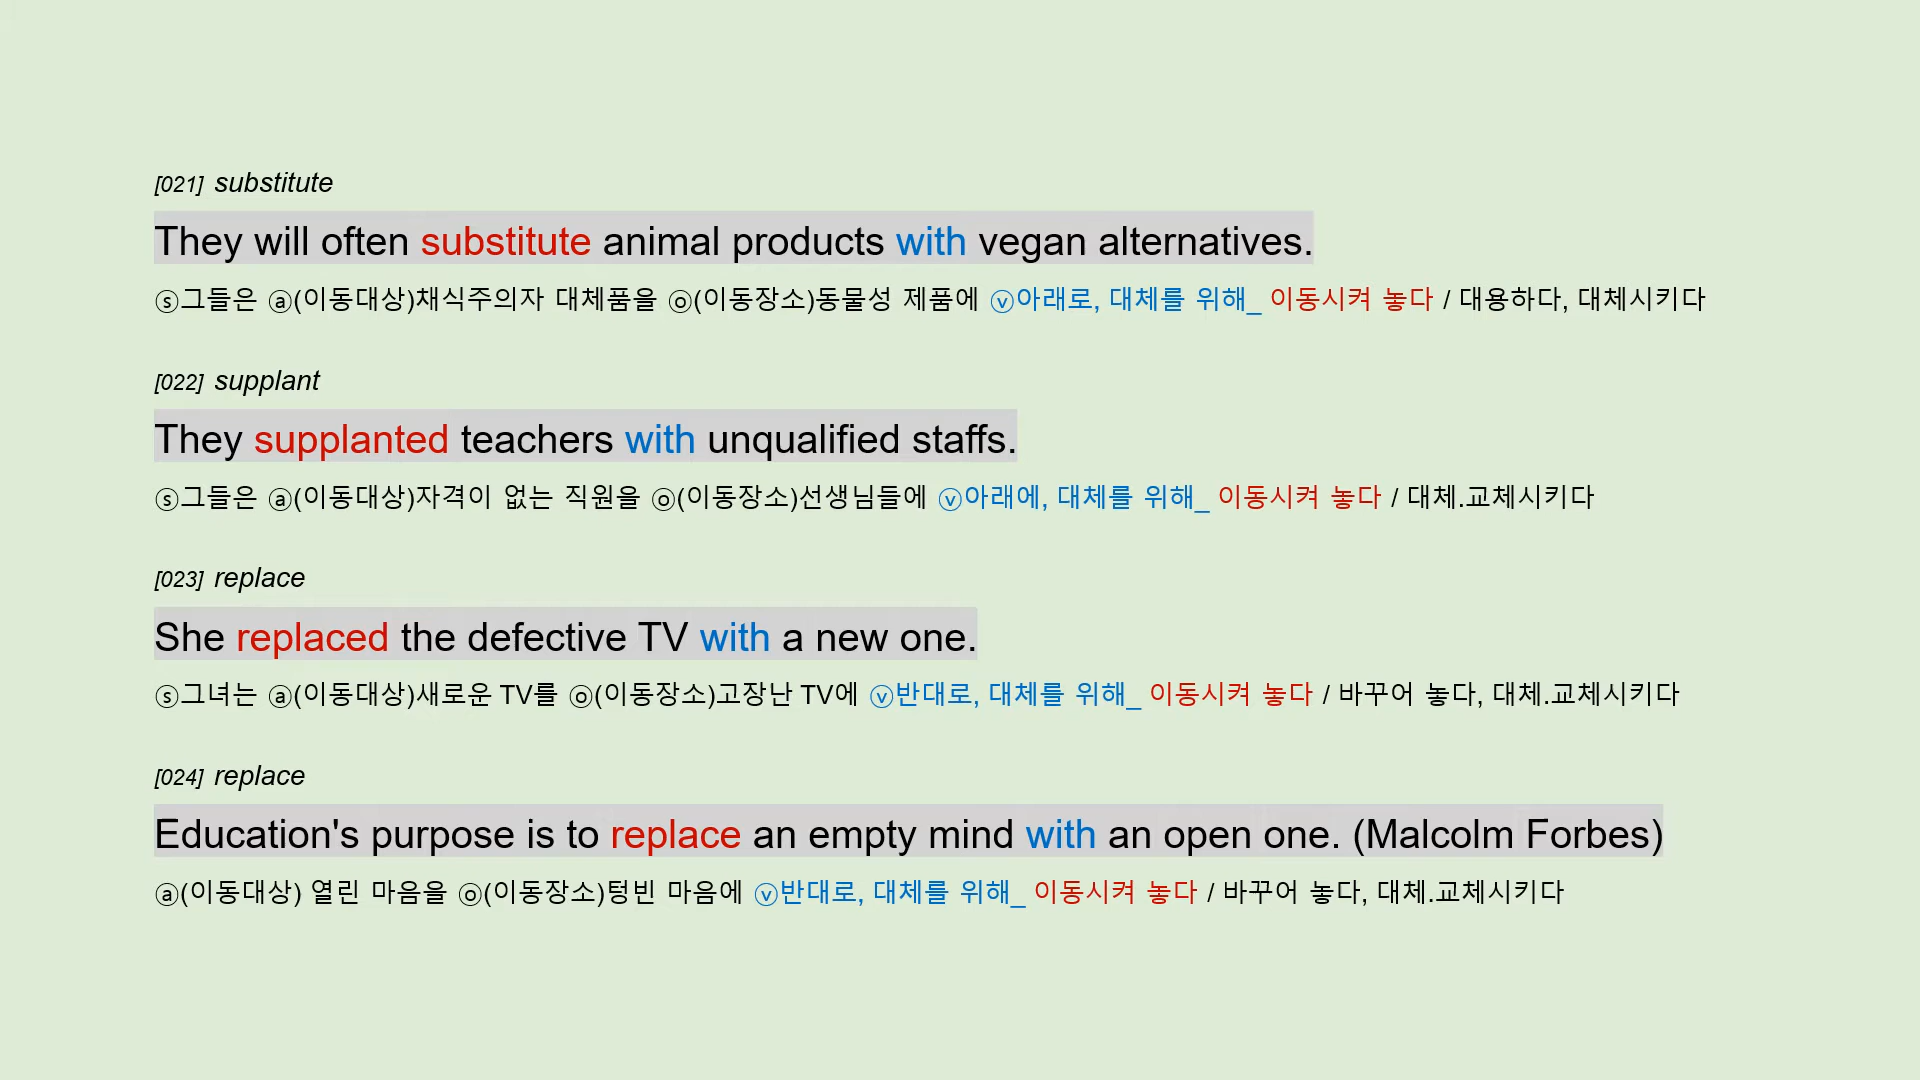 [021] substitute
They will often substitute animal products with vegan alternatives.
ⓢ그들은 ⓐ(이동대상)채식주의자 대체품을 ⓞ(이동장소)동물성 제품에 ⓥ아래로, 대체를 위해_ 이동시켜 놓다 / 대용하다, 대체시키다
[022] supplant
They supplanted teachers with unqualified staffs.
ⓢ그들은 ⓐ(이동대상)자격이 없는 직원을 ⓞ(이동장소)선생님들에 ⓥ아래에, 대체를 위해_ 이동시켜 놓다 / 대체.교체시키다
[023] replace
She replaced the defective TV with a new one.
ⓢ그녀는 ⓐ(이동대상)새로운 TV를 ⓞ(이동장소)고장난 TV에 ⓥ반대로, 대체를 위해_ 이동시켜 놓다 / 바꾸어 놓다, 대체.교체시키다
[024] replace
Education's purpose is to replace an empty mind with an open one. (Malcolm Forbes)
ⓐ(이동대상) 열린 마음을 ⓞ(이동장소)텅빈 마음에 ⓥ반대로, 대체를 위해_ 이동시켜 놓다 / 바꾸어 놓다, 대체.교체시키다